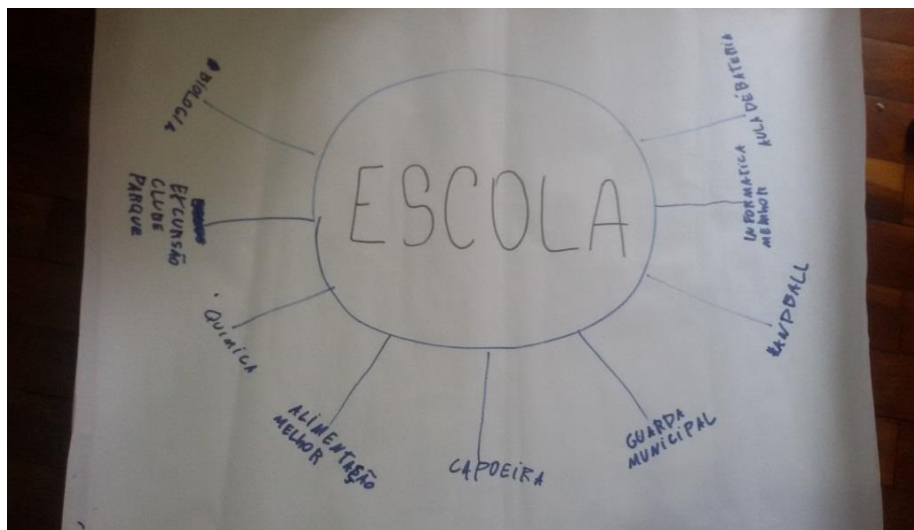 ESCOLA
BIOLOGIA
EXCURSÃO
CLUBE
PARQUE
QUIMICA
ALIMENTAÇÃO
MELHOR
CAPOEIRA
GUARDA
MUNICIPAL
HANDBALL
INFORMATICA
MELHOR
AULA DE BATERIA